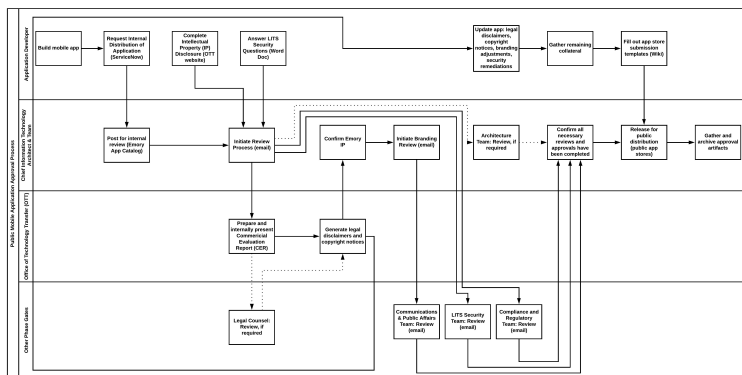 Public Mobile Application Approval Process
Application Developer
Build mobile app
Request Internal
Distribution of
Application
(ServiceNow)
Complete
Intellectual
Property (IP)
Disclosure (OTT
website)
Answer LITS
Security
Questions (Word
Doc)
Update app: legal
disclaimers,
copyright
notices, branding
adjustments,
security
remediations
Gather remaining
collateral
Fill out app store
submission
templates (Wiki)
Chief Information Technology
Architect & Team
Post for internal
review (Emory
App Catalog)
Initiate Review
Process (email)
Confirm Emory
IP
Initiate Branding
Review (email)
Architecture
Team: Review, if
required
Confirm all
necessary
reviews and
approvals have
been completed
Release for
public
distribution
(public app
stores)
Gather and
archive approval
artifacts
Office of Technology Transfer (OTT)
Prepare and
internally present
Commericial
Evaluation
Report (CER)
Generate legal
disclaimers and
copyright notices
Other Phase Gates
Legal Counsel:
Review, if
required
Communications
& Public Affairs
Team: Review
(email)
LITS Security
Team: Review
(email)
Compliance and
Regulatory
Team: Review
(email)